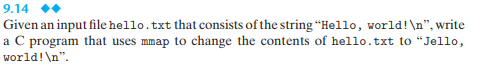 9.14 ◆◆
Given an input file hello.txt that consists of the string “Hello, world!\n”, write
a C program that uses mmap to change the contents of hello.txt to “Jello,
world!\n”.